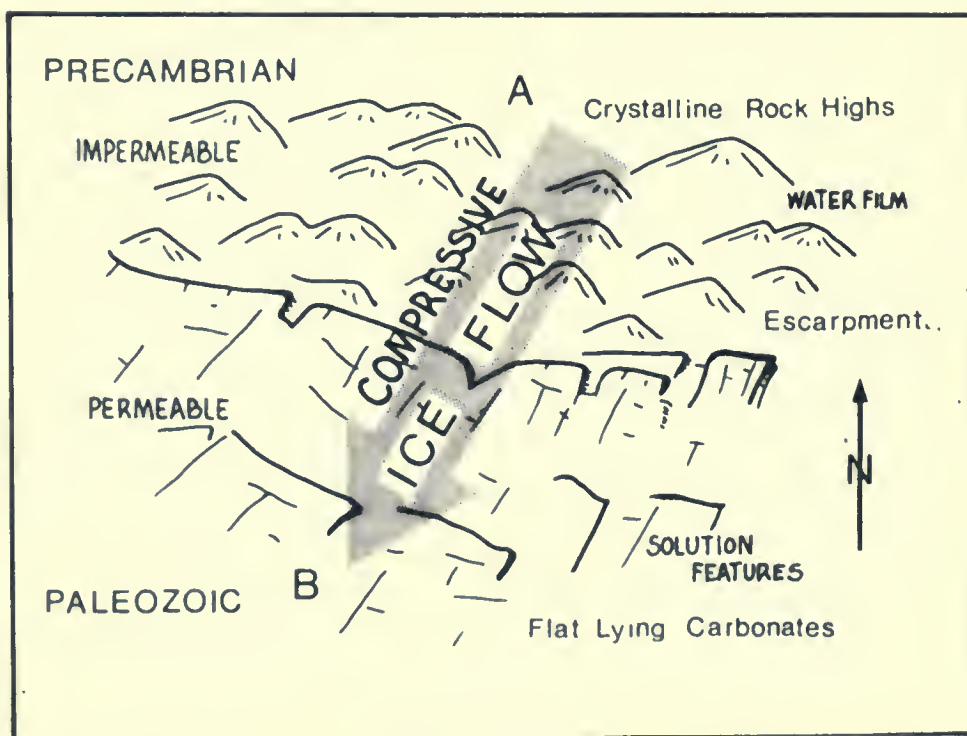 PRECAMBRIAN
A
Crystalline Rock Highs
IMPERMEABLE
WATER FILM
COMPRESSIVE
ICE FLOW
Escarpment..
PERMEABLE
N
SOLUTION
FEATURES
B
PALEOZOIC
Flat Lying Carbonates